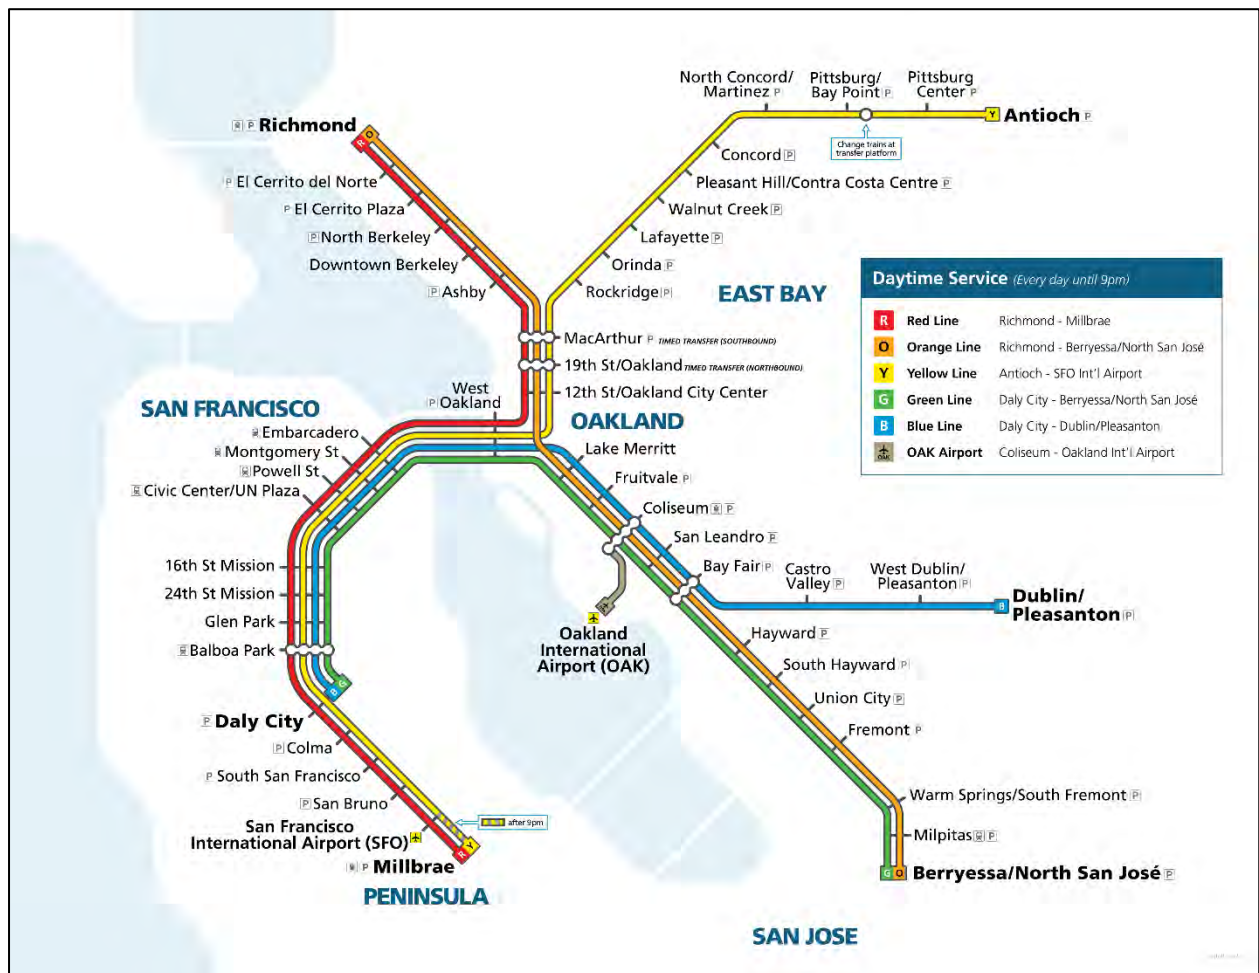 North Concord/
Martinez P
Pittsburg/
Bay Point P
Pittsburg
Center P
Y
Antioch P
Change trains at
transfer platform
P Richmond
R
O
Concord P
P El Cerrito del Norte
Pleasant Hill/Contra Costa Centre P
P El Cerrito Plaza
Walnut Creek P
P North Berkeley
Lafayette P
Downtown Berkeley
Orinda P
P Ashby
Rockridge P
EAST BAY
Daytime Service (Every day until 9pm)
R Red Line Richmond - Millbrae
O Orange Line Richmond - Berryessa/North San José
Y Yellow Line Antioch - SFO Int'l Airport
G Green Line Daly City - Berryessa/North San José
B Blue Line Daly City - Dublin/Pleasanton
OAK OAK Airport Coliseum - Oakland Int'l Airport
MacArthur P TIMED TRANSFER (SOUTHBOUND)
19th St/Oakland TIMED TRANSFER (NORTHBOUND)
12th St/Oakland City Center
West
P Oakland
SAN FRANCISCO
OAKLAND
Embarcadero
Montgomery St
Powell St
Civic Center/UN Plaza
Lake Merritt
Fruitvale P
Coliseum P
San Leandro P
Bay Fair P
Castro
Valley P
West Dublin/
Pleasanton P
B
Dublin/
Pleasanton P
16th St Mission
24th St Mission
Glen Park
Balboa Park
Oakland
International
Airport (OAK)
Hayward P
South Hayward P
Union City P
Fremont P
B
G
P Daly City
P Colma
P South San Francisco
P San Bruno
San Francisco
International Airport (SFO)
after 9pm
R
Y
P Millbrae
PENINSULA
Warm Springs/South Fremont P
Milpitas P
G
O
Berryessa/North San José P
SAN JOSE